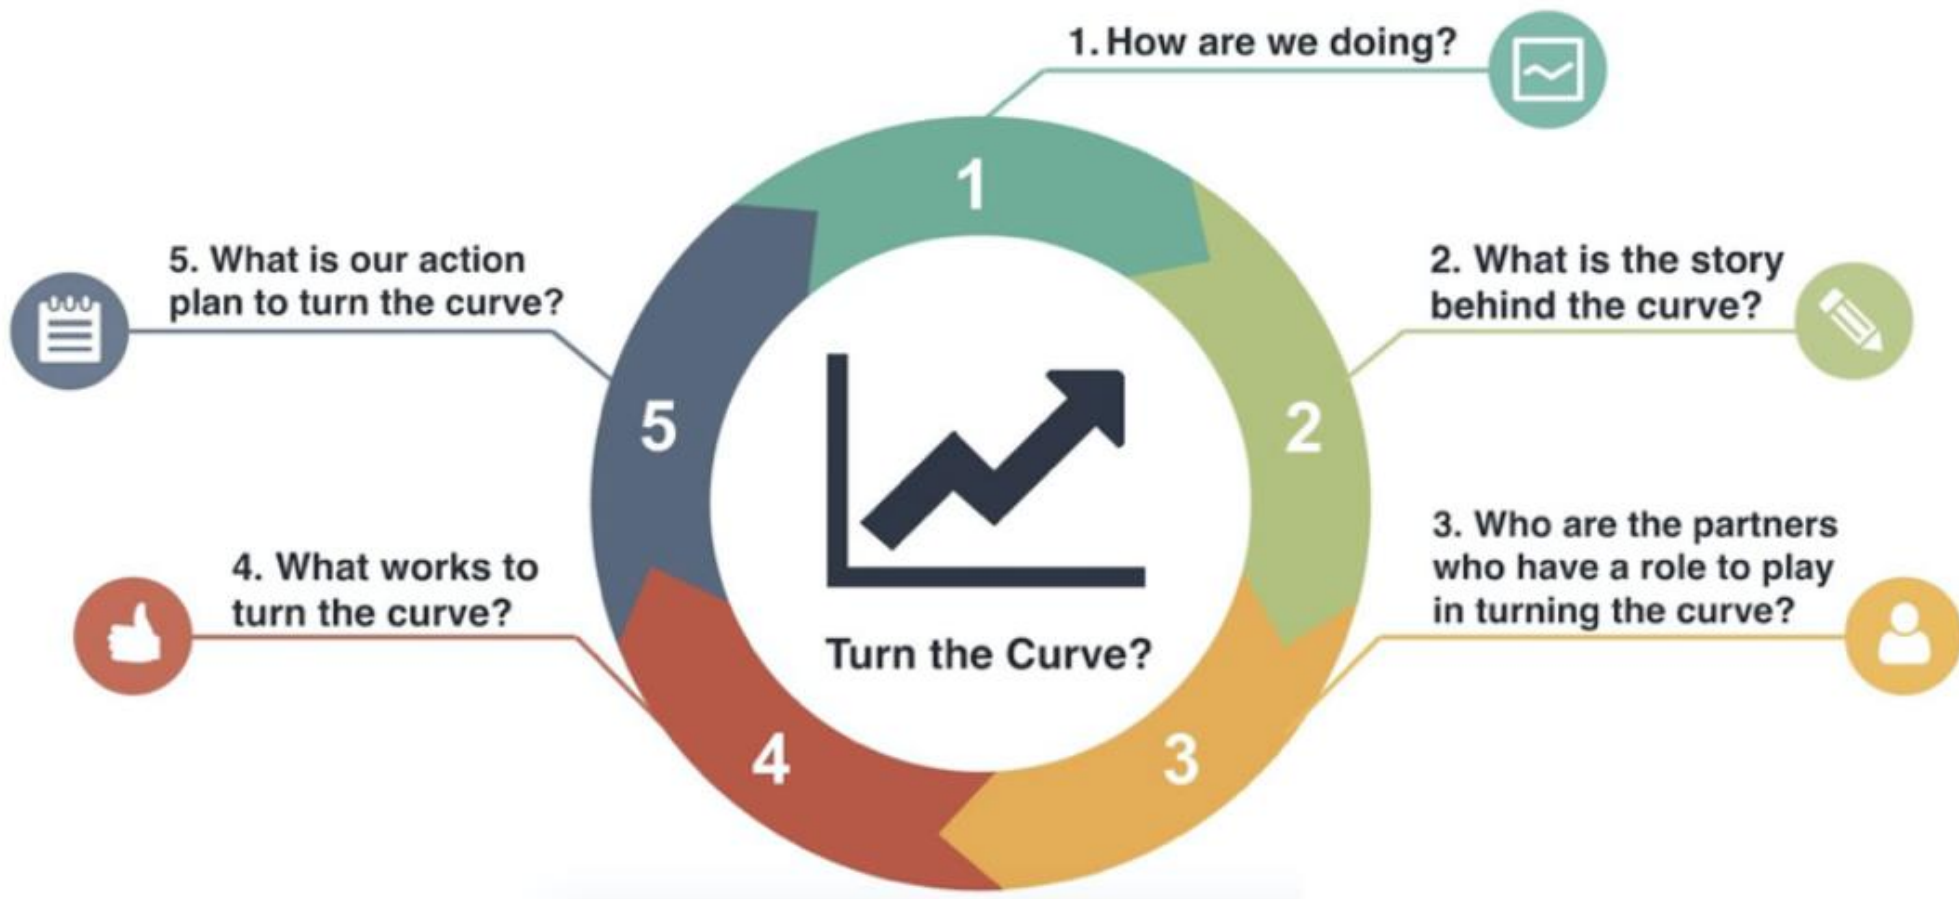 1. How are we doing?
1
2. What is the story
behind the curve?
2
3. Who are the partners
who have a role to play
in turning the curve?
3
4. What works to
turn the curve?
4
5. What is our action
plan to turn the curve?
5
Turn the Curve?